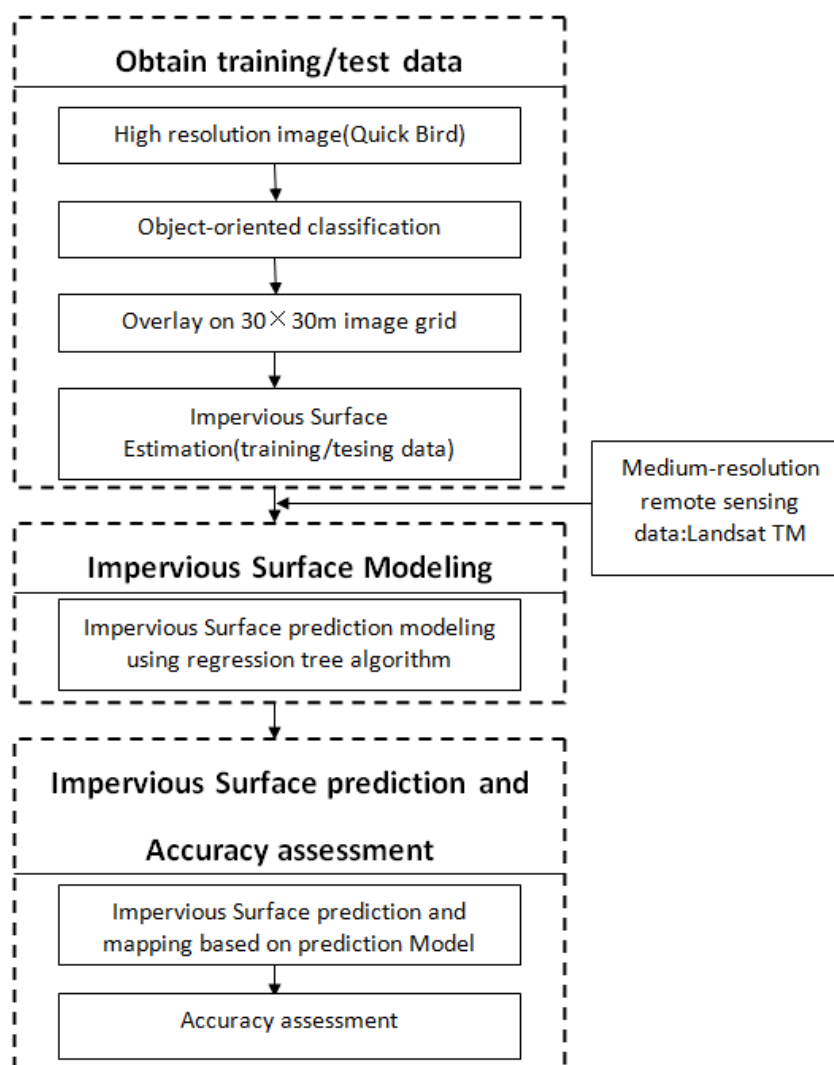 Obtain training/test data
High resolution image(Quick Bird)
Object-oriented classification
Overlay on 30×30m image grid
Impervious Surface
Estimation(training/tesing data)
Medium-resolution
remote sensing
data:Landsat TM
Impervious Surface Modeling
Impervious Surface prediction modeling
using regression tree algorithm
Impervious Surface prediction and
Accuracy assessment
Impervious Surface prediction and
mapping based on prediction Model
Accuracy assessment